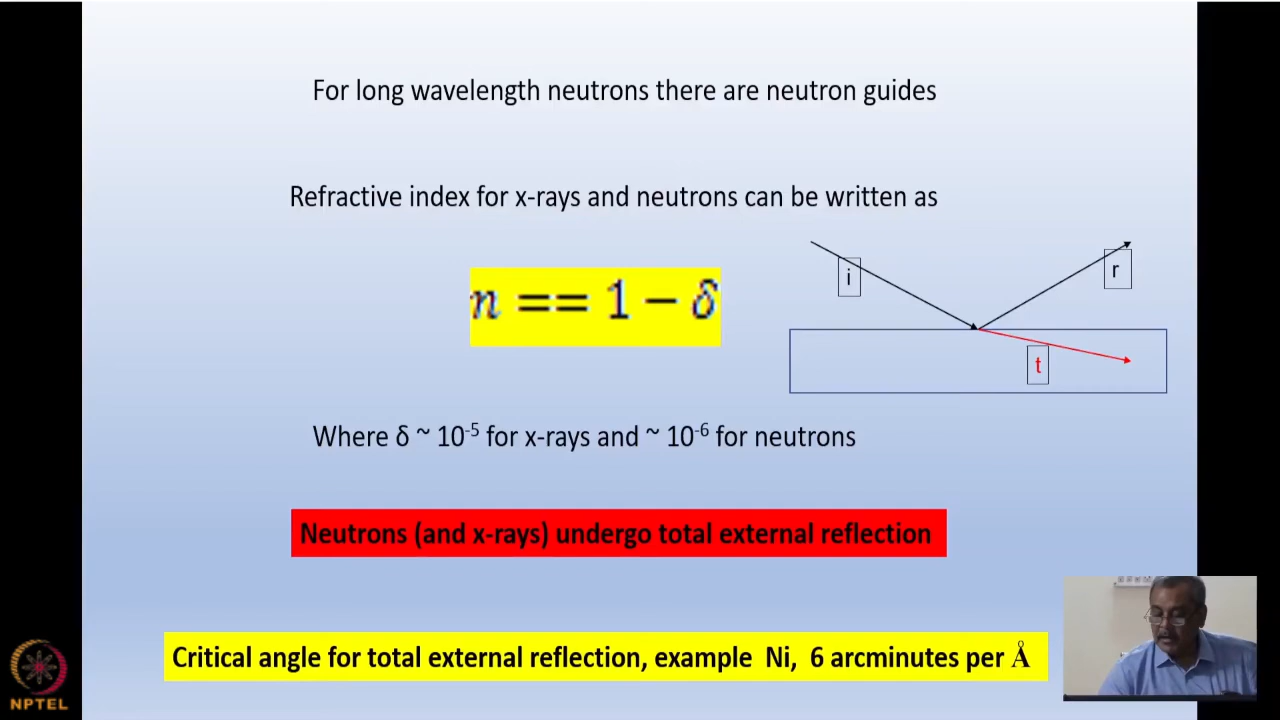 For long wavelength neutrons there are neutron guides
Refractive index for x-rays and neutrons can be written as
n == 1 − δ
i
r
t
Where δ ~ 10⁻⁵ for x-rays and ~ 10⁻⁶ for neutrons
Neutrons (and x-rays) undergo total external reflection
Critical angle for total external reflection, example Ni, 6 arcminutes per Å
NPTEL